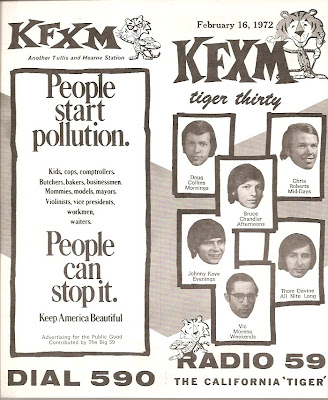 KFXM
Another Tullis and Hearne Station
People
start
pollution.
Kids, cops, comptrollers.
Butchers, bakers, businessmen.
Mommies, models, mayors.
Violinists, vice presidents,
workmen,
waiters.
People
can
stop it.
Keep America Beautiful
Advertising for the Public Good
Contributed by The Big 59
DIAL 590
February 16, 1972
KFXM
tiger thirty
Doug
Collins
Mornings
Chris
Roberts
Mid-Days
Bruce
Chandler
Afternoons
Johnny Kaye
Evenings
Thom Devine
All Nite Long
Vic
Moreno
Weekends
RADIO 59
THE CALIFORNIA 'TIGER'